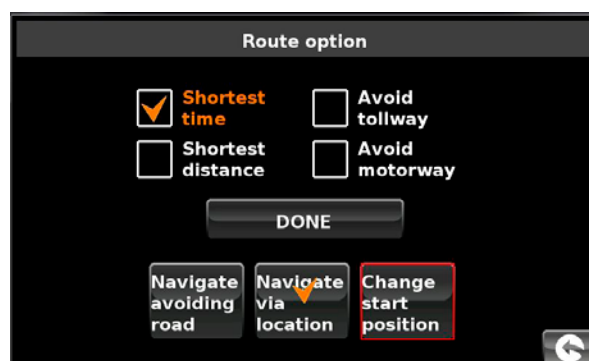 Route option
Shortest
time
Avoid
tollway
Shortest
distance
Avoid
motorway
DONE
Navigate
avoiding
road
Navigate
via
location
Change
start
position